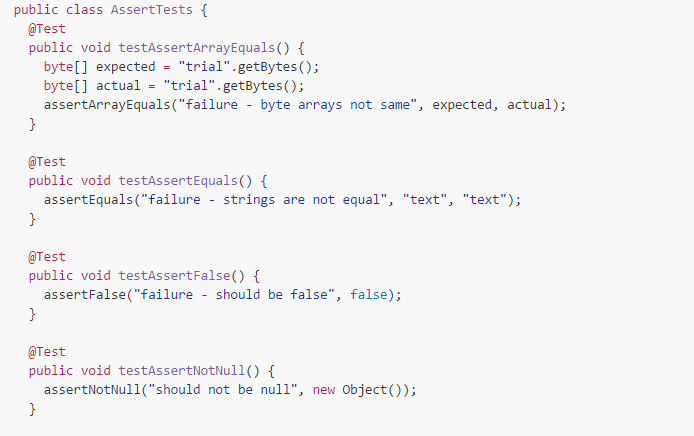 public class AssertTests {
  @Test
  public void testAssertArrayEquals() {
    byte[] expected = "trial".getBytes();
    byte[] actual = "trial".getBytes();
    assertArrayEquals("failure - byte arrays not same", expected, actual);
  }

  @Test
  public void testAssertEquals() {
    assertEquals("failure - strings are not equal", "text", "text");
  }

  @Test
  public void testAssertFalse() {
    assertFalse("failure - should be false", false);
  }

  @Test
  public void testAssertNotNull() {
    assertNotNull("should not be null", new Object());
  }